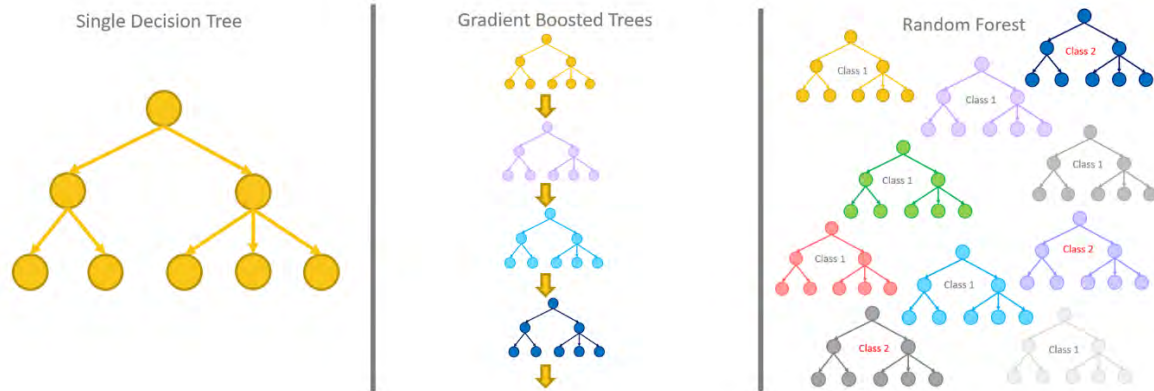 Single Decision Tree
Gradient Boosted Trees
Random Forest
Class 1
Class 2
Class 1
Class 1
Class 1
Class 1
Class 2
Class 1
Class 2
Class 1